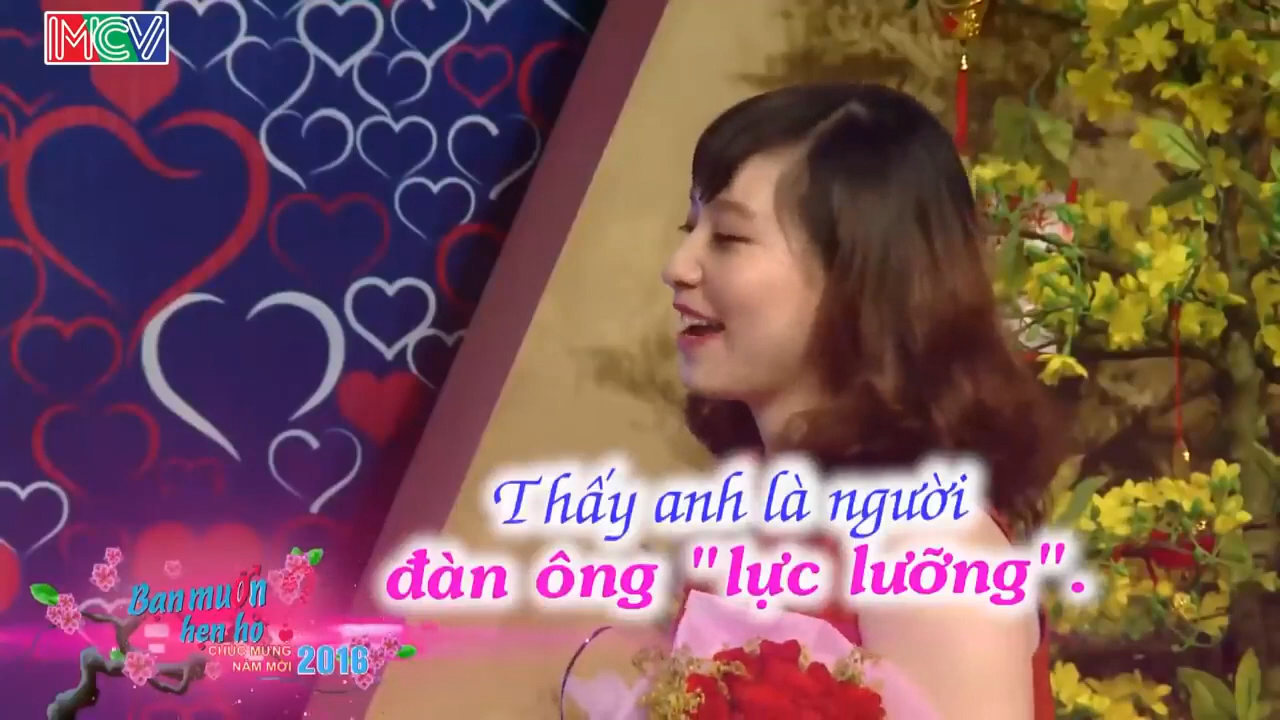 MCV
Thấy anh là người
đàn ông "lực lưỡng".
Bạn muốn
hẹn hò
CHÚC MỪNG
NĂM MỚI 2016